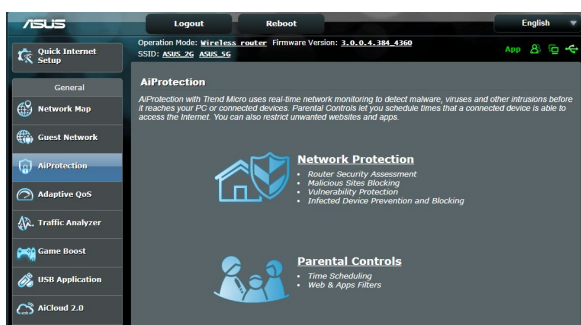 ASUS
Logout
Reboot
English
Quick Internet
Setup
Operation Mode: Wireless router Firmware Version: 3.0.0.4.384_4360
SSID: ASUS_2G ASUS_5G
App
General
Network Map
Guest Network
AiProtection
Adaptive QoS
Traffic Analyzer
Game Boost
USB Application
AiCloud 2.0
AiProtection
AiProtection with Trend Micro uses real-time network monitoring to detect malware, viruses and other intrusions before
it reaches your PC or connected devices. Parental Controls let you schedule times that a connected device is able to
access the Internet. You can also restrict unwanted websites and apps.
Network Protection
• Router Security Assessment
• Malicious Sites Blocking
• Vulnerability Protection
• Infected Device Prevention and Blocking
Parental Controls
• Time Scheduling
• Web & Apps Filters